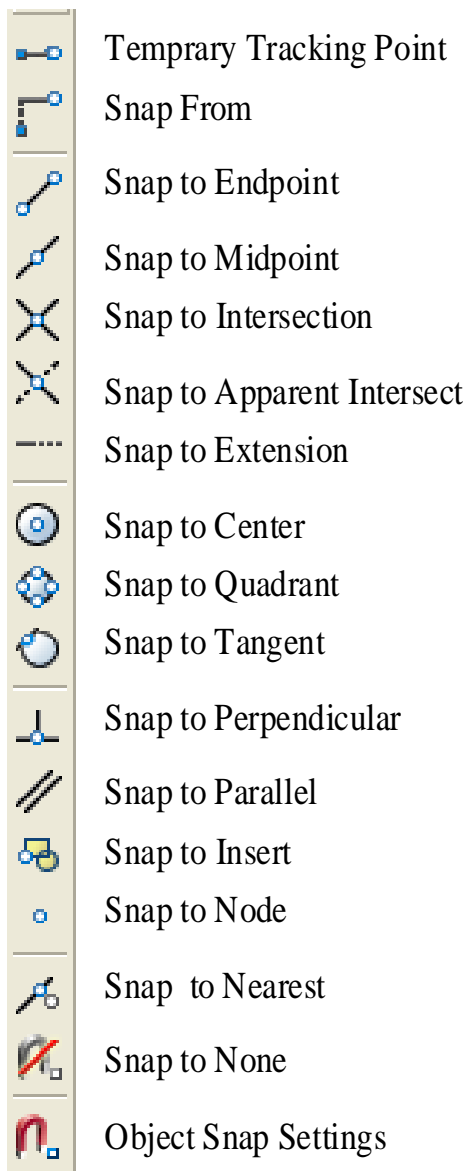 Temprary Tracking Point
Snap From
Snap to Endpoint
Snap to Midpoint
Snap to Intersection
Snap to Apparent Intersect
Snap to Extension
Snap to Center
Snap to Quadrant
Snap to Tangent
Snap to Perpendicular
Snap to Parallel
Snap to Insert
Snap to Node
Snap to Nearest
Snap to None
Object Snap Settings